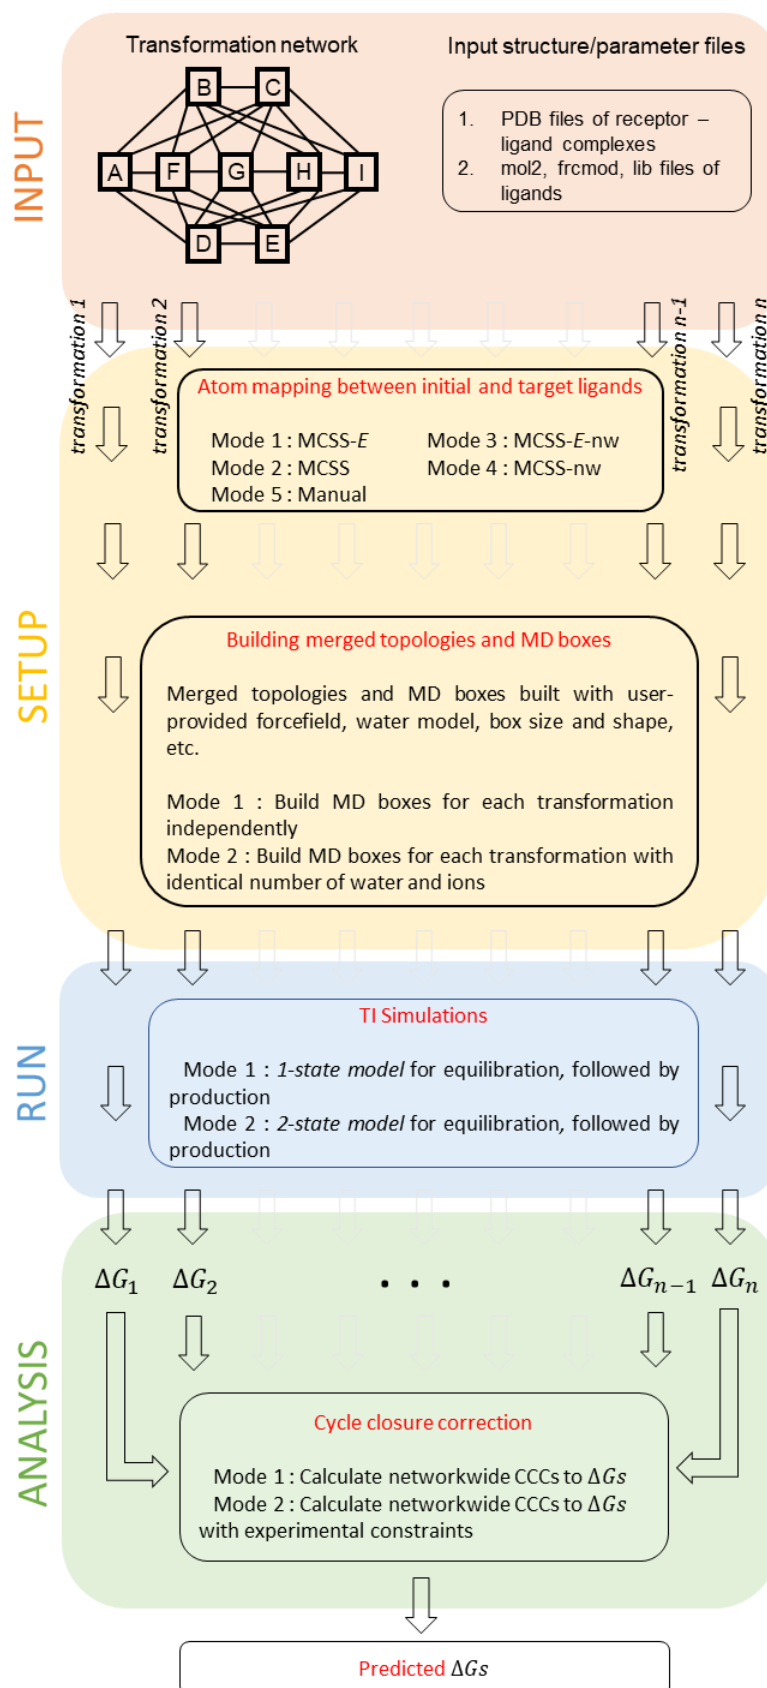 Transformation network
Input structure/parameter files
INPUT
B C
A F G H I
D E
1. PDB files of receptor –
ligand complexes
2. mol2, frcmod, lib files of
ligands
transformation 1
transformation 2
transformation n-1
transformation n
SETUP
Atom mapping between initial and target ligands
Mode 1 : MCSS-E
Mode 3 : MCSS-E-nw
Mode 2 : MCSS
Mode 4 : MCSS-nw
Mode 5 : Manual
Building merged topologies and MD boxes
Merged topologies and MD boxes built with user-
provided forcefield, water model, box size and shape,
etc.
Mode 1 : Build MD boxes for each transformation
independently
Mode 2 : Build MD boxes for each transformation with
identical number of water and ions
RUN
TI Simulations
Mode 1 : 1-state model for equilibration, followed by
production
Mode 2 : 2-state model for equilibration, followed by
production
ANALYSIS
ΔG₁ ΔG₂ . . . ΔGₙ₋₁ ΔGₙ
Cycle closure correction
Mode 1 : Calculate networkwide CCCs to ΔGs
Mode 2 : Calculate networkwide CCCs to ΔGs
with experimental constraints
Predicted ΔGs